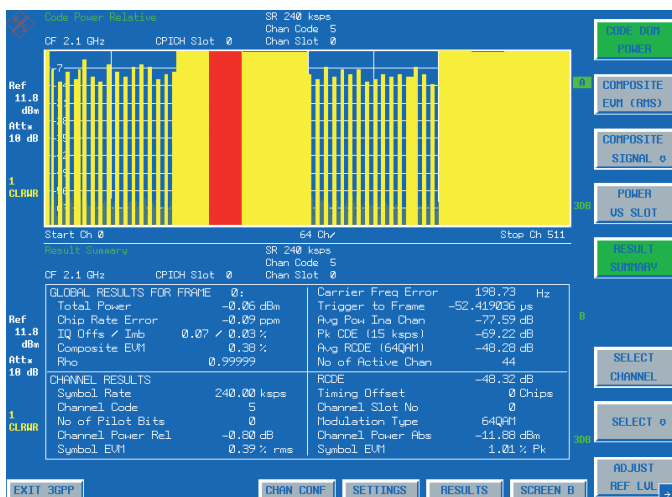 Code Power Relative
SR 240 ksps
Chan Code 5
CF 2.1 GHz CPICH Slot 0 Chan Slot 0
Ref
11.8
dBm
Att*
10 dB
1
CLRWR
-7
A
3DB
Start Ch 0 64 Ch/ Stop Ch 511
Result Summary
SR 240 ksps
Chan Code 5
CF 2.1 GHz CPICH Slot 0 Chan Slot 0
Ref
11.8
dBm
Att*
10 dB
1
CLRWR
B
3DB
GLOBAL RESULTS FOR FRAME 0:
Total Power -0.06 dBm
Chip Rate Error -0.09 ppm
IQ Offs / Imb 0.07 / 0.03 %
Composite EVM 0.38 %
Rho 0.99999
Carrier Freq Error 198.73 Hz
Trigger to Frame -52.419036 µs
Avg Pow Ina Chan -77.59 dB
Pk CDE (15 ksps) -69.22 dB
Avg RCDE (64QAM) -48.28 dB
No of Active Chan 44
CHANNEL RESULTS
Symbol Rate 240.00 ksps
Channel Code 5
No of Pilot Bits 0
Channel Power Rel -0.80 dB
Symbol EVM 0.39 % rms
RCDE -48.32 dB
Timing Offset 0 Chips
Channel Slot No 0
Modulation Type 64QAM
Channel Power Abs -11.88 dBm
Symbol EVM 1.01 % Pk
CODE DOM
POWER
COMPOSITE
EVM (RMS)
COMPOSITE
SIGNAL
POWER
VS SLOT
RESULT
SUMMARY
SELECT
CHANNEL
SELECT
ADJUST
REF LVL
EXIT 3GPP
CHAN CONF
SETTINGS
RESULTS
SCREEN B